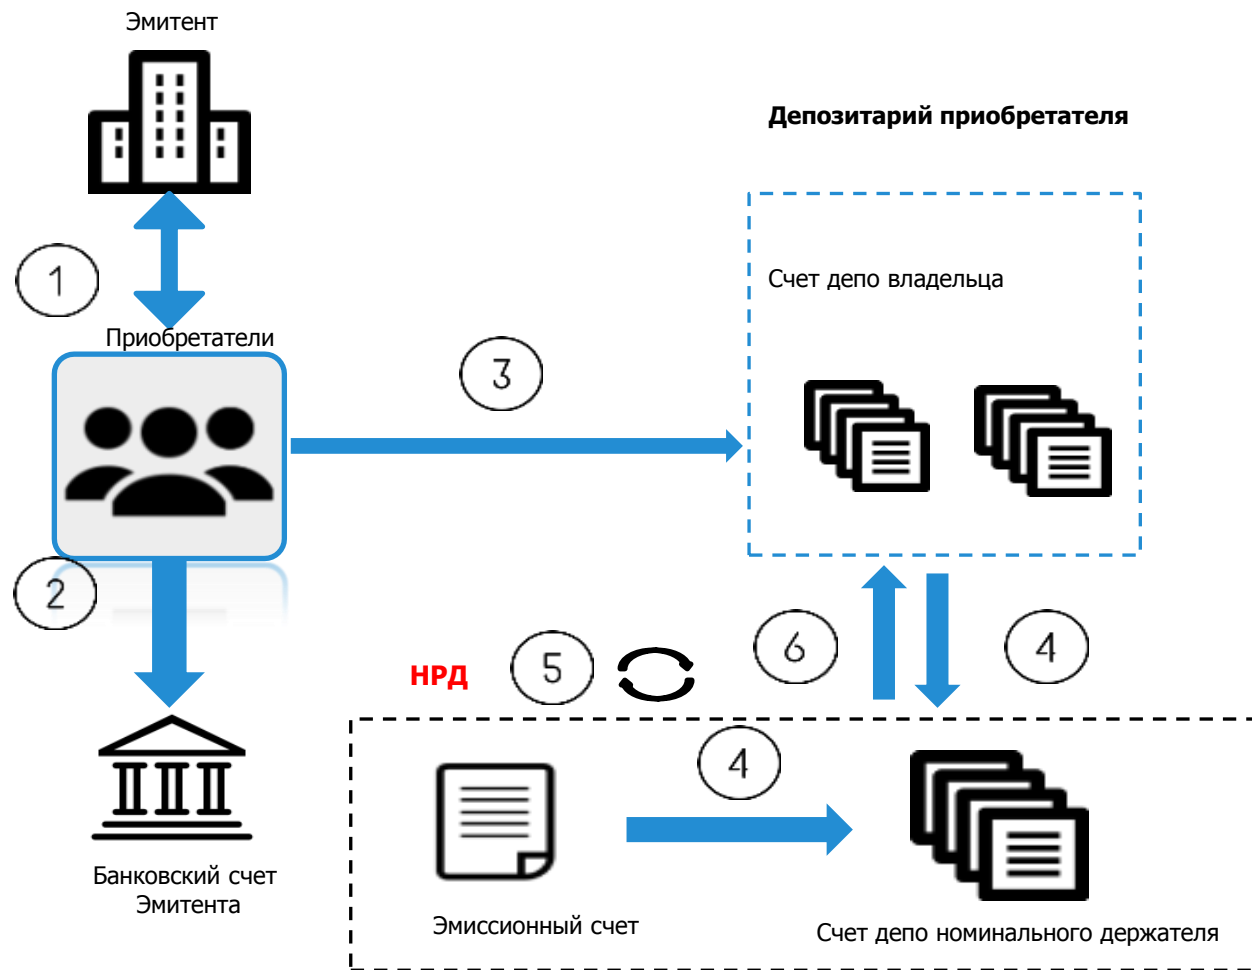 Эмитент
Депозитарий приобретателя
1
Счет депо владельца
Приобретатели
3
2
НРД
5
6
4
4
Банковский счет
Эмитента
Эмиссионный счет
Счет депо номинального держателя